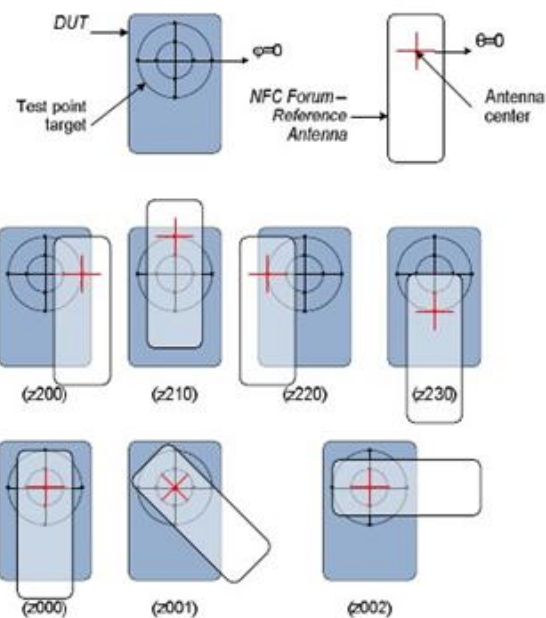 DUT
φ=0
Test point
target
NFC Forum–
Reference
Antenna
θ=0
Antenna
center
(z200)
(z210)
(z220)
(z230)
(z000)
(z001)
(z002)